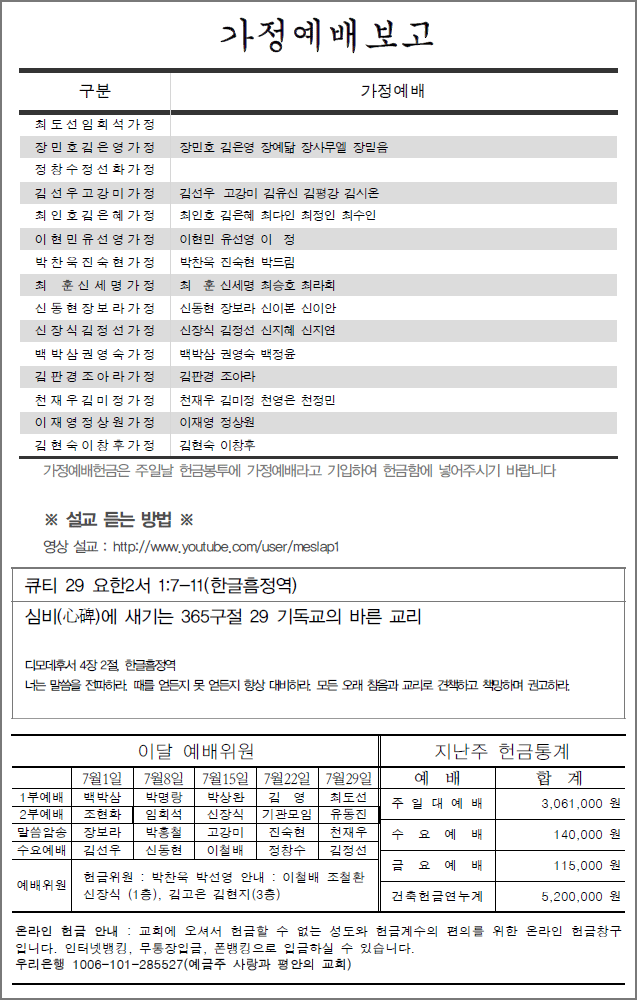 가정예배보고
구분 가정예배
최도선임희석가정
장민호김은영가정 장민호 김은영 장예닮 장사무엘 장믿음
정창수정선화가정
김선우고강미가정 김선우 고강미 김유신 김평강 김시온
최인호김은혜가정 최인호 김은혜 최다인 최정인 최수인
이현민유선영가정 이현민 유선영 이 정
박찬욱진숙현가정 박찬욱 진숙현 박드림
최 훈신세명가정 최 훈 신세명 최승호 최라희
신동현장보라가정 신동현 장보라 신이본 신이안
신장식김정선가정 신장식 김정선 신지혜 신지연
백박삼권영숙가정 백박삼 권영숙 백정윤
김판경조아라가정 김판경 조아라
천재우김미정가정 천재우 김미정 천영은 천정민
이재영정상원가정 이재영 정상원
김현숙이창후가정 김현숙 이창후
가정예배헌금은 주일날 헌금봉투에 가정예배라고 기입하여 헌금함에 넣어주시기 바랍니다
※ 설교 듣는 방법 ※
영상 설교 : http://www.youtube.com/user/meslap1
큐티 29 요한2서 1:7-11(한글흠정역)
심비(心碑)에 새기는 365구절 29 기독교의 바른 교리
디모데후서 4장 2절, 한글흠정역
너는 말씀을 전파하라. 때를 얻든지 못 얻든지 항상 대비하라. 모든 오래 참음과 교리로 견책하고 책망하며 권고하라.
이달 예배위원
7월1일 7월8일 7월15일 7월22일 7월29일
1부예배 백박삼 박명랑 박상완 김 영 최도선
2부예배 조현화 임희석 신장식 기관모임 유동진
말씀암송 장보라 박홍철 고강미 진숙현 천재우
수요예배 김선우 신동현 이철배 정창수 김정선
예배위원 헌금위원 : 박찬욱 박선영 안내 : 이철배 조철환
신장식 (1층), 김고은 김현지(3층)
지난주 헌금통계
예 배 합 계
주일대예배 3,061,000 원
수요예배 140,000 원
금요예배 115,000 원
건축헌금연누계 5,200,000 원
온라인 헌금 안내 : 교회에 오셔서 헌금할 수 없는 성도와 헌금계수의 편의를 위한 온라인 헌금창구
입니다. 인터넷뱅킹, 무통장입금, 폰뱅킹으로 입금하실 수 있습니다.
우리은행 1006-101-285527(예금주 사랑과 평안의 교회)